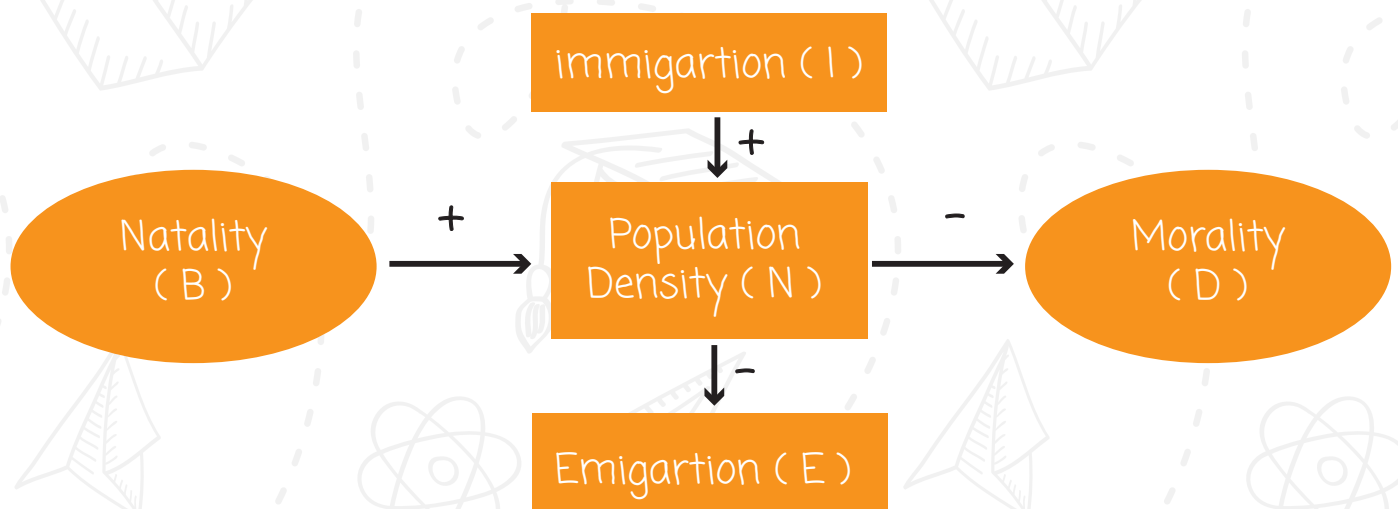 immigartion ( I )
+
Natality
( B )
+
Population
Density ( N )
-
Morality
( D )
-
Emigartion ( E )